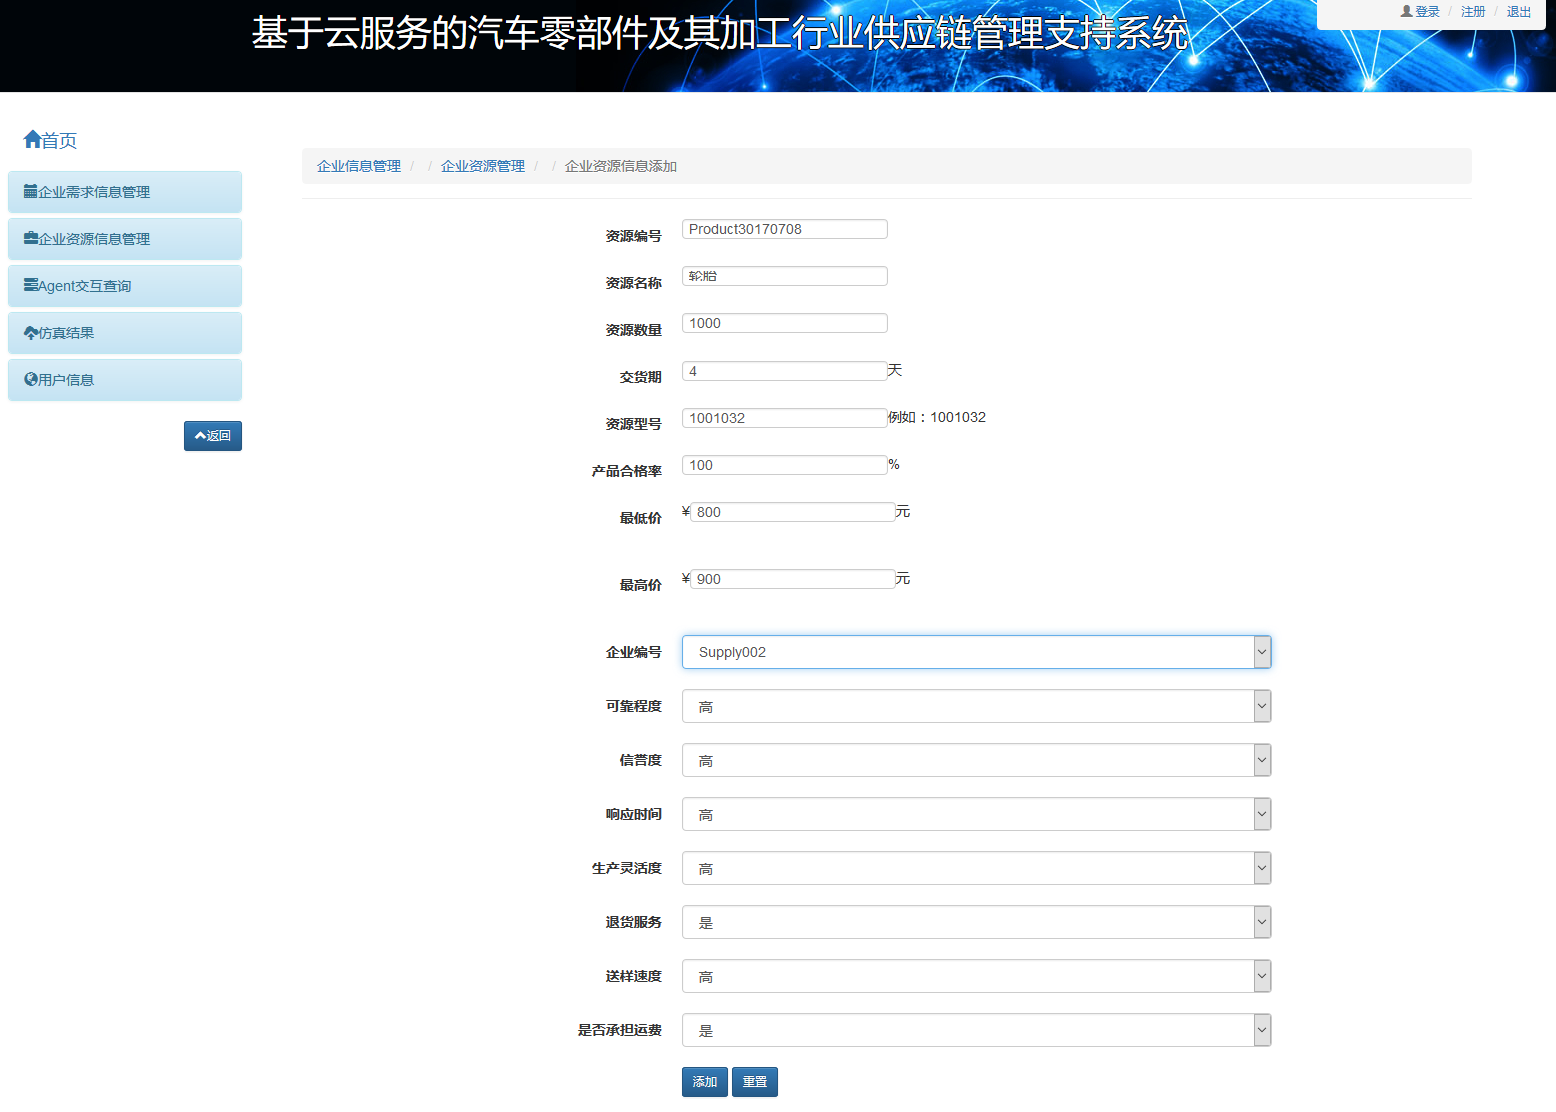 基于云服务的汽车零部件及其加工行业供应链管理支持系统
登录 / 注册 / 退出
首页
企业需求信息管理
企业资源信息管理
Agent交互查询
仿真结果
用户信息
返回
企业信息管理 / / 企业资源管理 / / 企业资源信息添加
资源编号 Product30170708
资源名称 轮胎
资源数量 1000
交货期 4 天
资源型号 1001032 例如：1001032
产品合格率 100 %
最低价 ¥ 800 元
最高价 ¥ 900 元
企业编号 Supply002
可靠程度 高
信誉度 高
响应时间 高
生产灵活度 高
退货服务 是
送样速度 高
是否承担运费 是
添加 重置